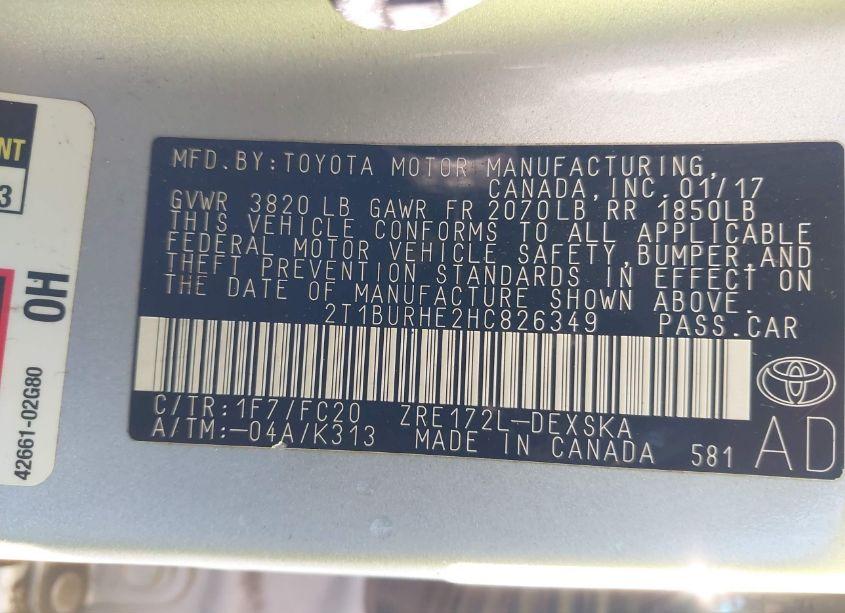 MFD.BY:TOYOTA MOTOR MANUFACTURING,
CANADA,INC.01/17
GVWR 3820 LB GAWR FR 2070LB RR 1850LB
THIS VEHICLE CONFORMS TO ALL APPLICABLE
FEDERAL MOTOR VEHICLE SAFETY,BUMPER,AND
THEFT PREVENTION STANDARDS IN EFFECT ON
THE DATE OF MANUFACTURE SHOWN ABOVE.
2T1BURHE2HC826349 PASS.CAR
C/TR:1F7/FC20 ZRE172L-DEXSKA
A/TM:-04A/K313 MADE IN CANADA 581
AD
NT
3
OH
42661-02G80